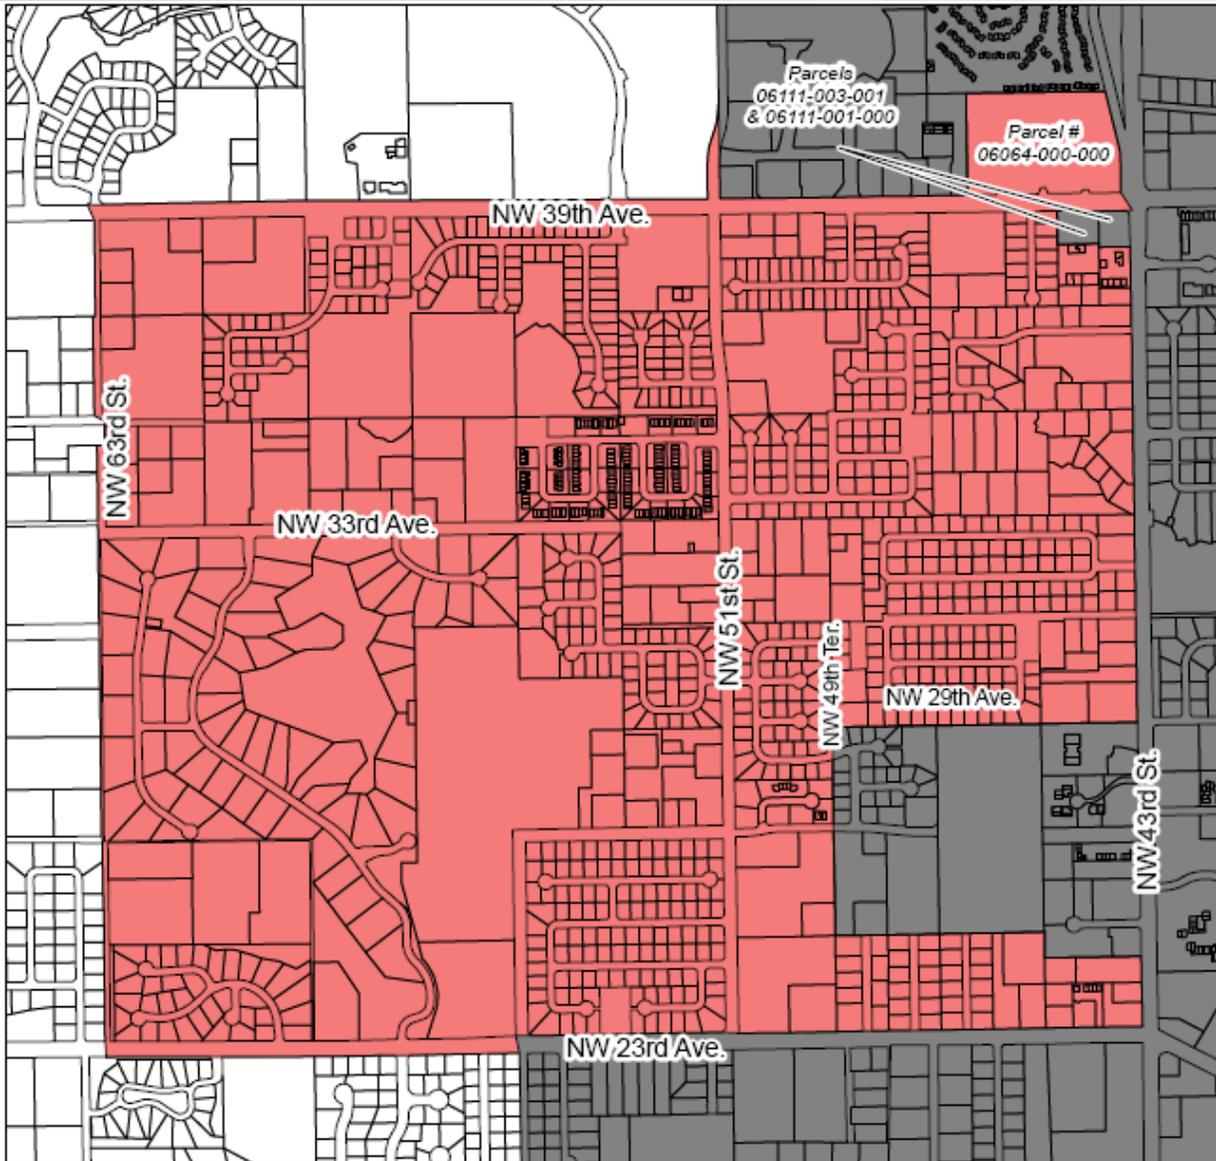 Parcels
06111-003-001
& 06111-001-000
Parcel #
06064-000-000
NW 39th Ave.
NW 63rd St.
NW 33rd Ave.
NW 51st St.
NW 49th Ter.
NW 29th Ave.
NW 43rd St.
NW 23rd Ave.